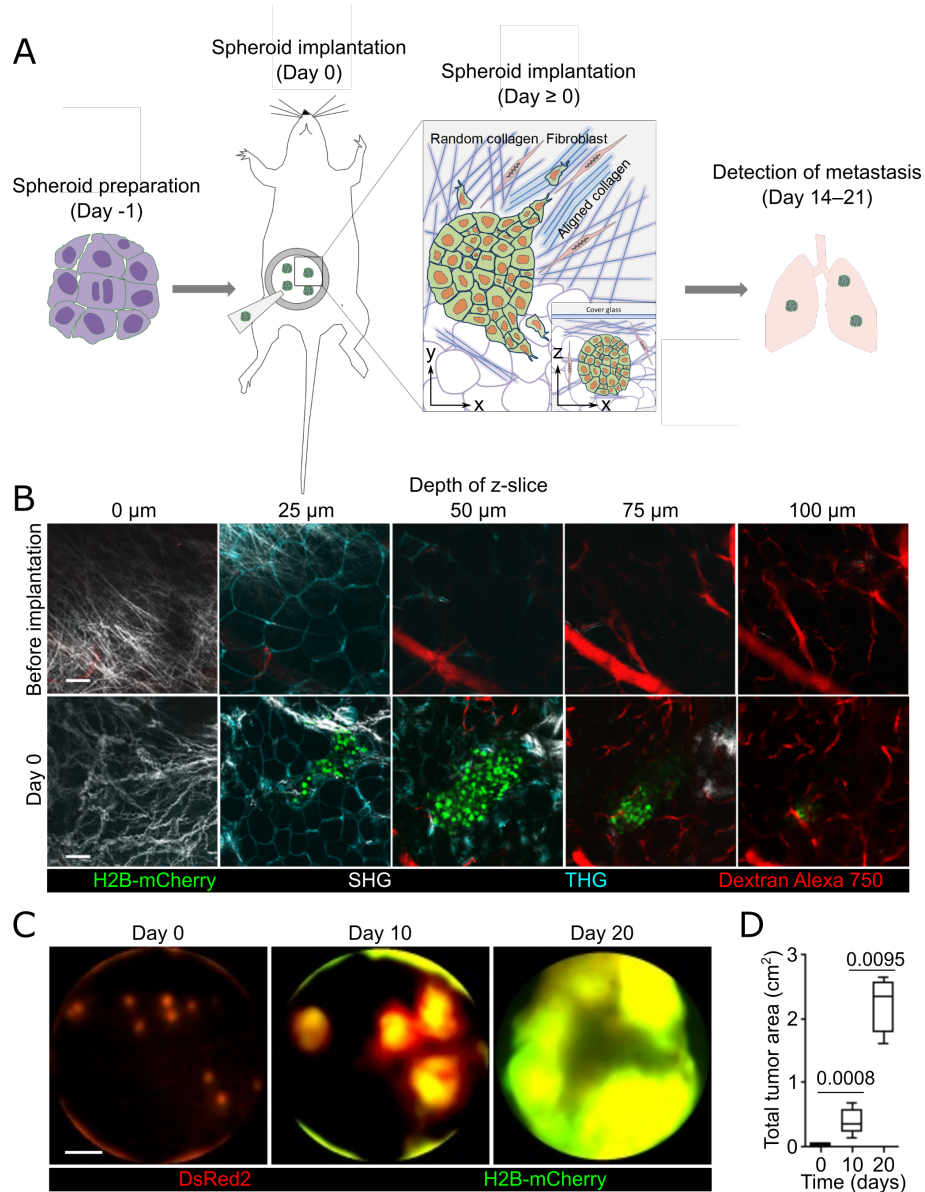 A
Spheroid preparation
(Day -1)
Spheroid implantation
(Day 0)
Spheroid implantation
(Day ≥ 0)
Random collagen
Fibroblast
Aligned collagen
Cover glass
y
x
z
x
Detection of metastasis
(Day 14–21)
B
Depth of z-slice
0 µm
25 µm
50 µm
75 µm
100 µm
Before implantation
Day 0
H2B-mCherry
SHG
THG
Dextran Alexa 750
C
Day 0
Day 10
Day 20
DsRed2
H2B-mCherry
D
Total tumor area (cm²)
3
2
1
0
0.0008
0.0095
0
10
20
Time (days)